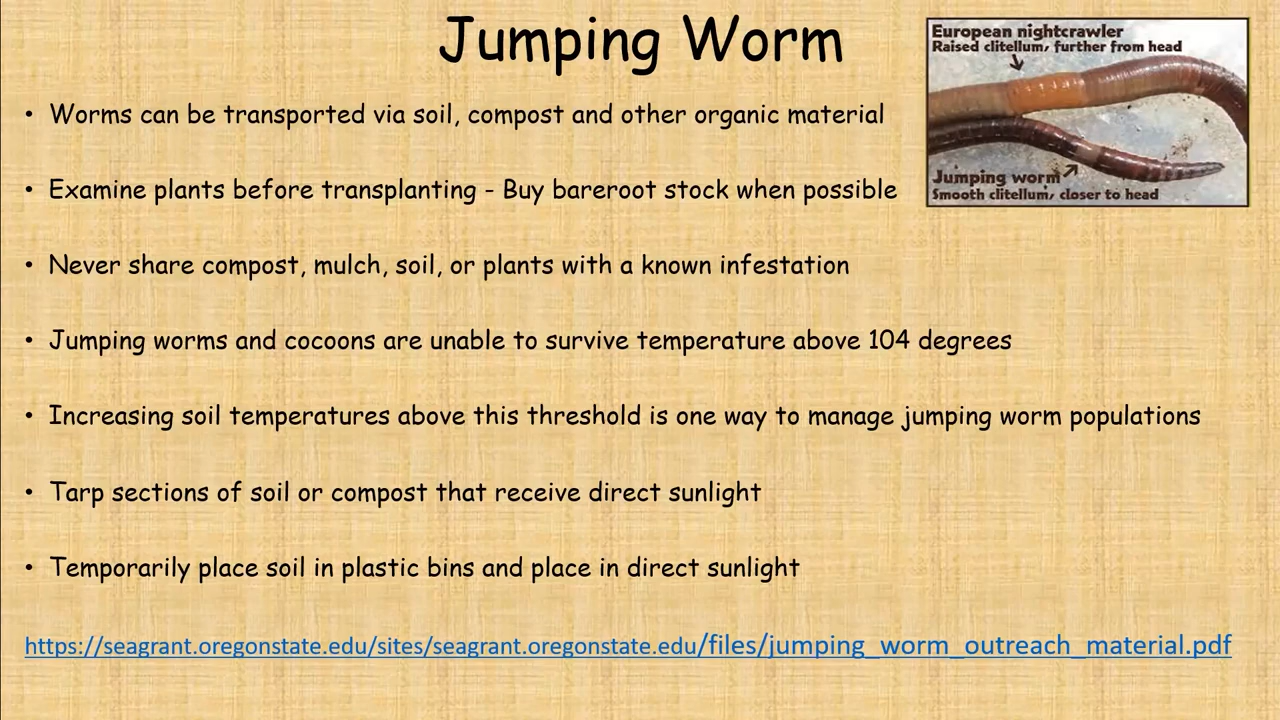 Jumping Worm
European nightcrawler
Raised clitellum, further from head
Jumping worm
Smooth clitellum, closer to head
• Worms can be transported via soil, compost and other organic material
• Examine plants before transplanting - Buy bareroot stock when possible
• Never share compost, mulch, soil, or plants with a known infestation
• Jumping worms and cocoons are unable to survive temperature above 104 degrees
• Increasing soil temperatures above this threshold is one way to manage jumping worm populations
• Tarp sections of soil or compost that receive direct sunlight
• Temporarily place soil in plastic bins and place in direct sunlight
https://seagrant.oregonstate.edu/sites/seagrant.oregonstate.edu/files/jumping_worm_outreach_material.pdf